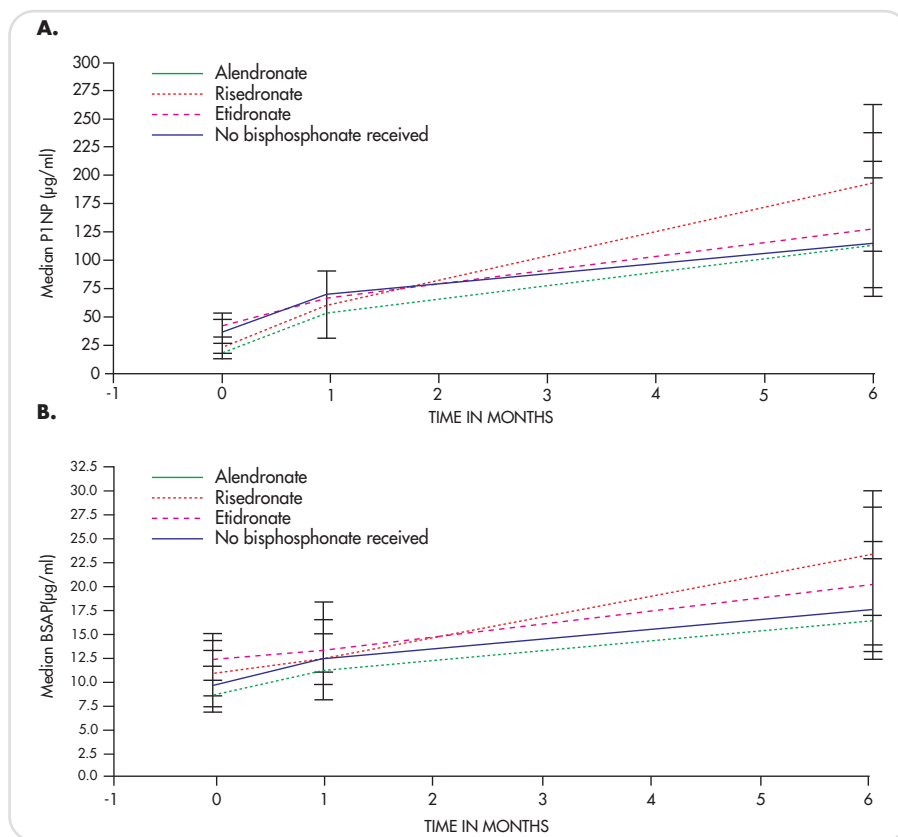 A.
300
275
250
225
200
175
125
100
75
50
25
0
Median P1NP (µg/ml)
Alendronate
Risedronate
Etidronate
No bisphosphonate received
-1 0 1 2 3 4 5 6
TIME IN MONTHS
B.
32.5
30.0
27.5
25.0
22.5
20.0
17.5
15.0
12.5
10.0
7.5
5.0
2.5
0.0
Median BSAP(µg/ml)
Alendronate
Risedronate
Etidronate
No bisphosphonate received
-1 0 1 2 3 4 5 6
TIME IN MONTHS